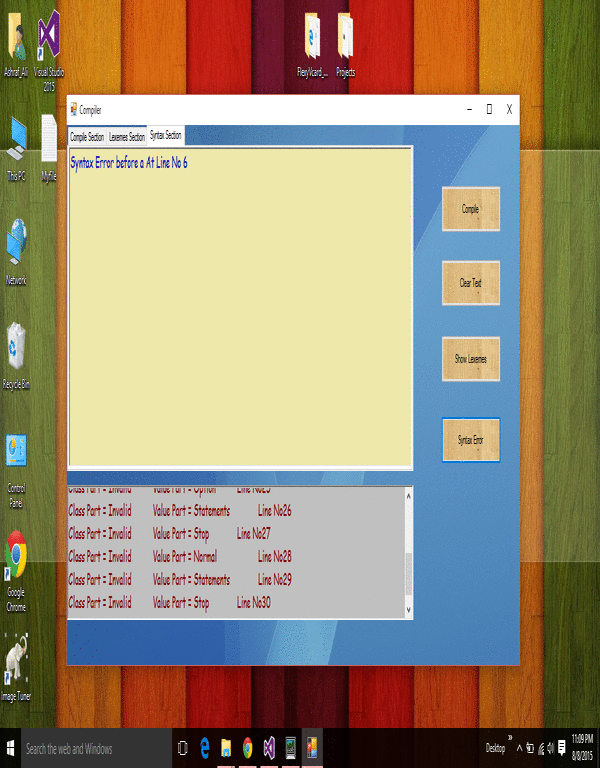 Ashraf_Ali
Visual Studio 2015
FlexyVcard_...
Projects
This PC
Myfile
Network
Recycle Bin
Control Panel
Google Chrome
Image Tuner
Compiler
Compile Section
Lexemes Section
Syntax Section
Syntax Error before a At Line No 6
Compile
Clear Text
Show Lexemes
Syntax Error
Class Part = Invalid Value Part = Option Line No25
Class Part = Invalid Value Part = Statements Line No26
Class Part = Invalid Value Part = Stop Line No27
Class Part = Invalid Value Part = Normal Line No28
Class Part = Invalid Value Part = Statements Line No29
Class Part = Invalid Value Part = Stop Line No30
Search the web and Windows
Desktop
11:09 PM
8/8/2015